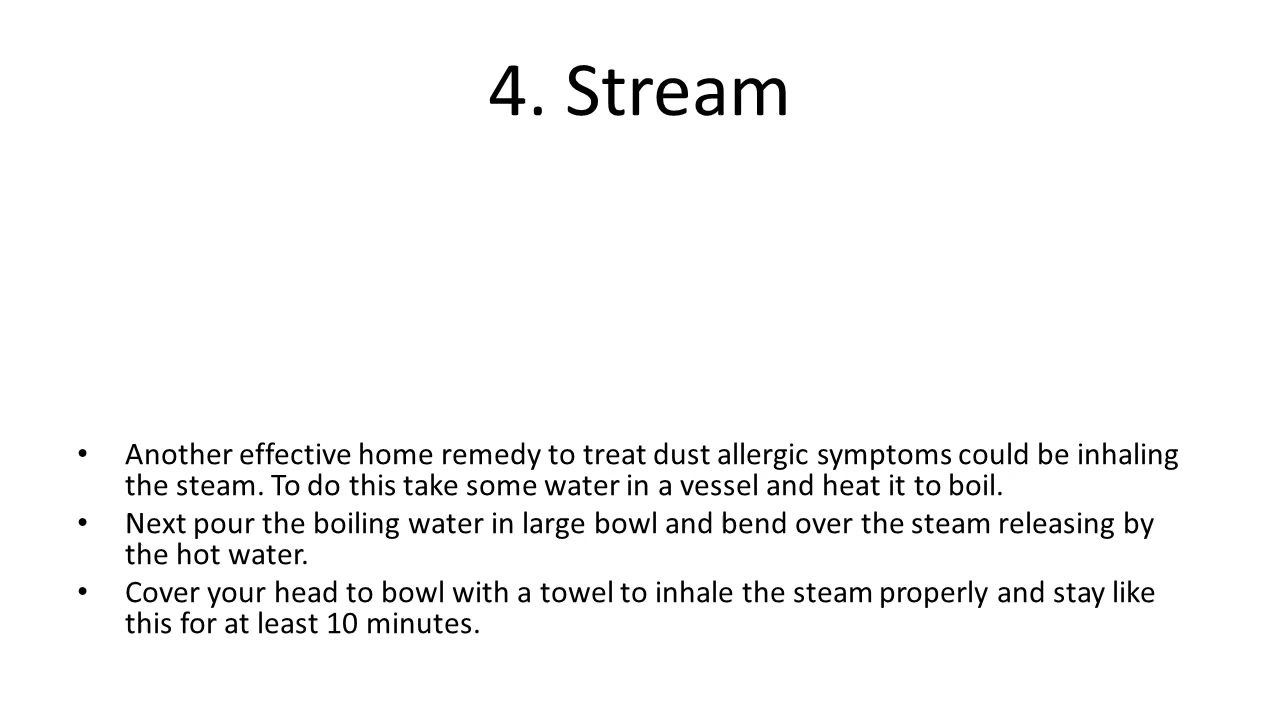 4. Stream
• Another effective home remedy to treat dust allergic symptoms could be inhaling
the steam. To do this take some water in a vessel and heat it to boil.
• Next pour the boiling water in large bowl and bend over the steam releasing by
the hot water.
• Cover your head to bowl with a towel to inhale the steam properly and stay like
this for at least 10 minutes.